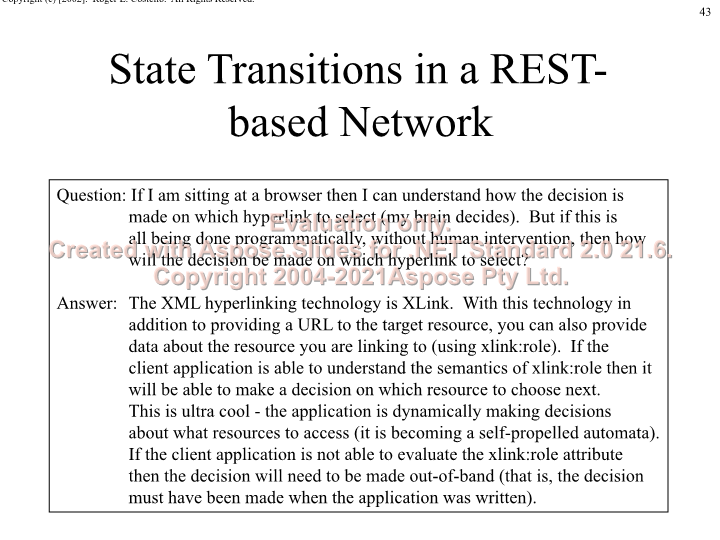 Copyright (c) [2002]. Roger L. Costello. All Rights Reserved.
43
State Transitions in a REST-
based Network
Question: If I am sitting at a browser then I can understand how the decision is
made on which hyperlink to select (my brain decides). But if this is
all being done programmatically, without human intervention, then how
will the decision be made on which hyperlink to select?
Evaluation only.
Created with Aspose.Slides for .NET Standard 2.0 21.6.
Copyright 2004-2021Aspose Pty Ltd.
Answer: The XML hyperlinking technology is XLink. With this technology in
addition to providing a URL to the target resource, you can also provide
data about the resource you are linking to (using xlink:role). If the
client application is able to understand the semantics of xlink:role then it
will be able to make a decision on which resource to choose next.
This is ultra cool - the application is dynamically making decisions
about what resources to access (it is becoming a self-propelled automata).
If the client application is not able to evaluate the xlink:role attribute
then the decision will need to be made out-of-band (that is, the decision
must have been made when the application was written).